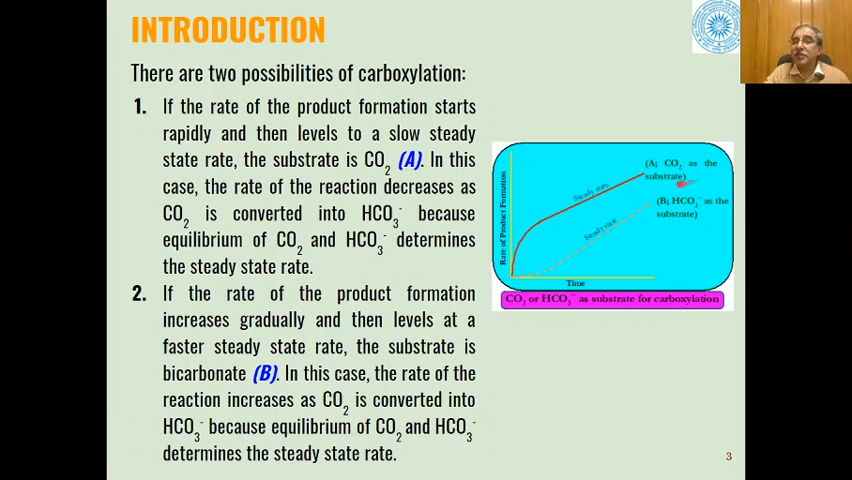 INTRODUCTION
There are two possibilities of carboxylation:
1. If the rate of the product formation starts
rapidly and then levels to a slow steady
state rate, the substrate is CO₂ (A). In this
case, the rate of the reaction decreases as
CO₂ is converted into HCO₃⁻ because
equilibrium of CO₂ and HCO₃⁻ determines
the steady state rate.
2. If the rate of the product formation
increases gradually and then levels at a
faster steady state rate, the substrate is
bicarbonate (B). In this case, the rate of the
reaction increases as CO₂ is converted into
HCO₃⁻ because equilibrium of CO₂ and HCO₃⁻
determines the steady state rate.
Rate of Product Formation
Steady state
(A; CO₂ as the
substrate)
Steady state
(B; HCO₃⁻ as the
substrate)
Time
CO₂ or HCO₃⁻ as substrate for carboxylation
3